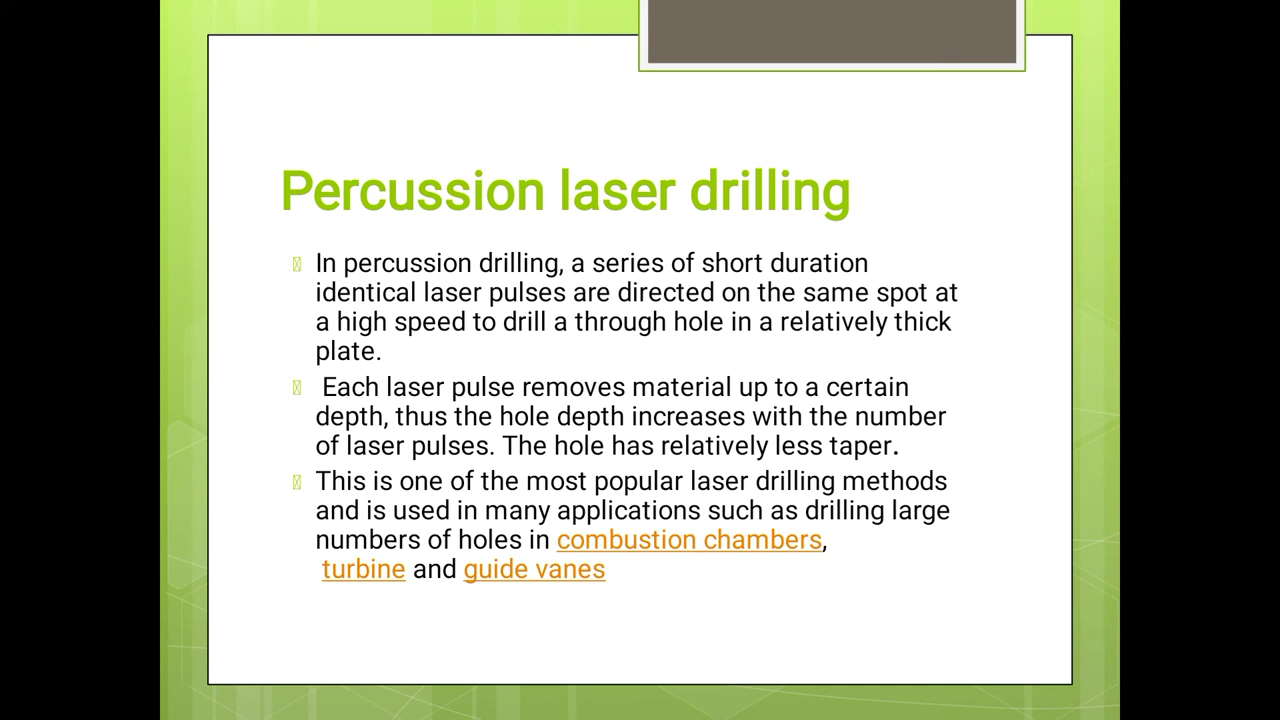 Percussion laser drilling
In percussion drilling, a series of short duration
identical laser pulses are directed on the same spot at
a high speed to drill a through hole in a relatively thick
plate.
Each laser pulse removes material up to a certain
depth, thus the hole depth increases with the number
of laser pulses. The hole has relatively less taper.
This is one of the most popular laser drilling methods
and is used in many applications such as drilling large
numbers of holes in combustion chambers,
turbine and guide vanes